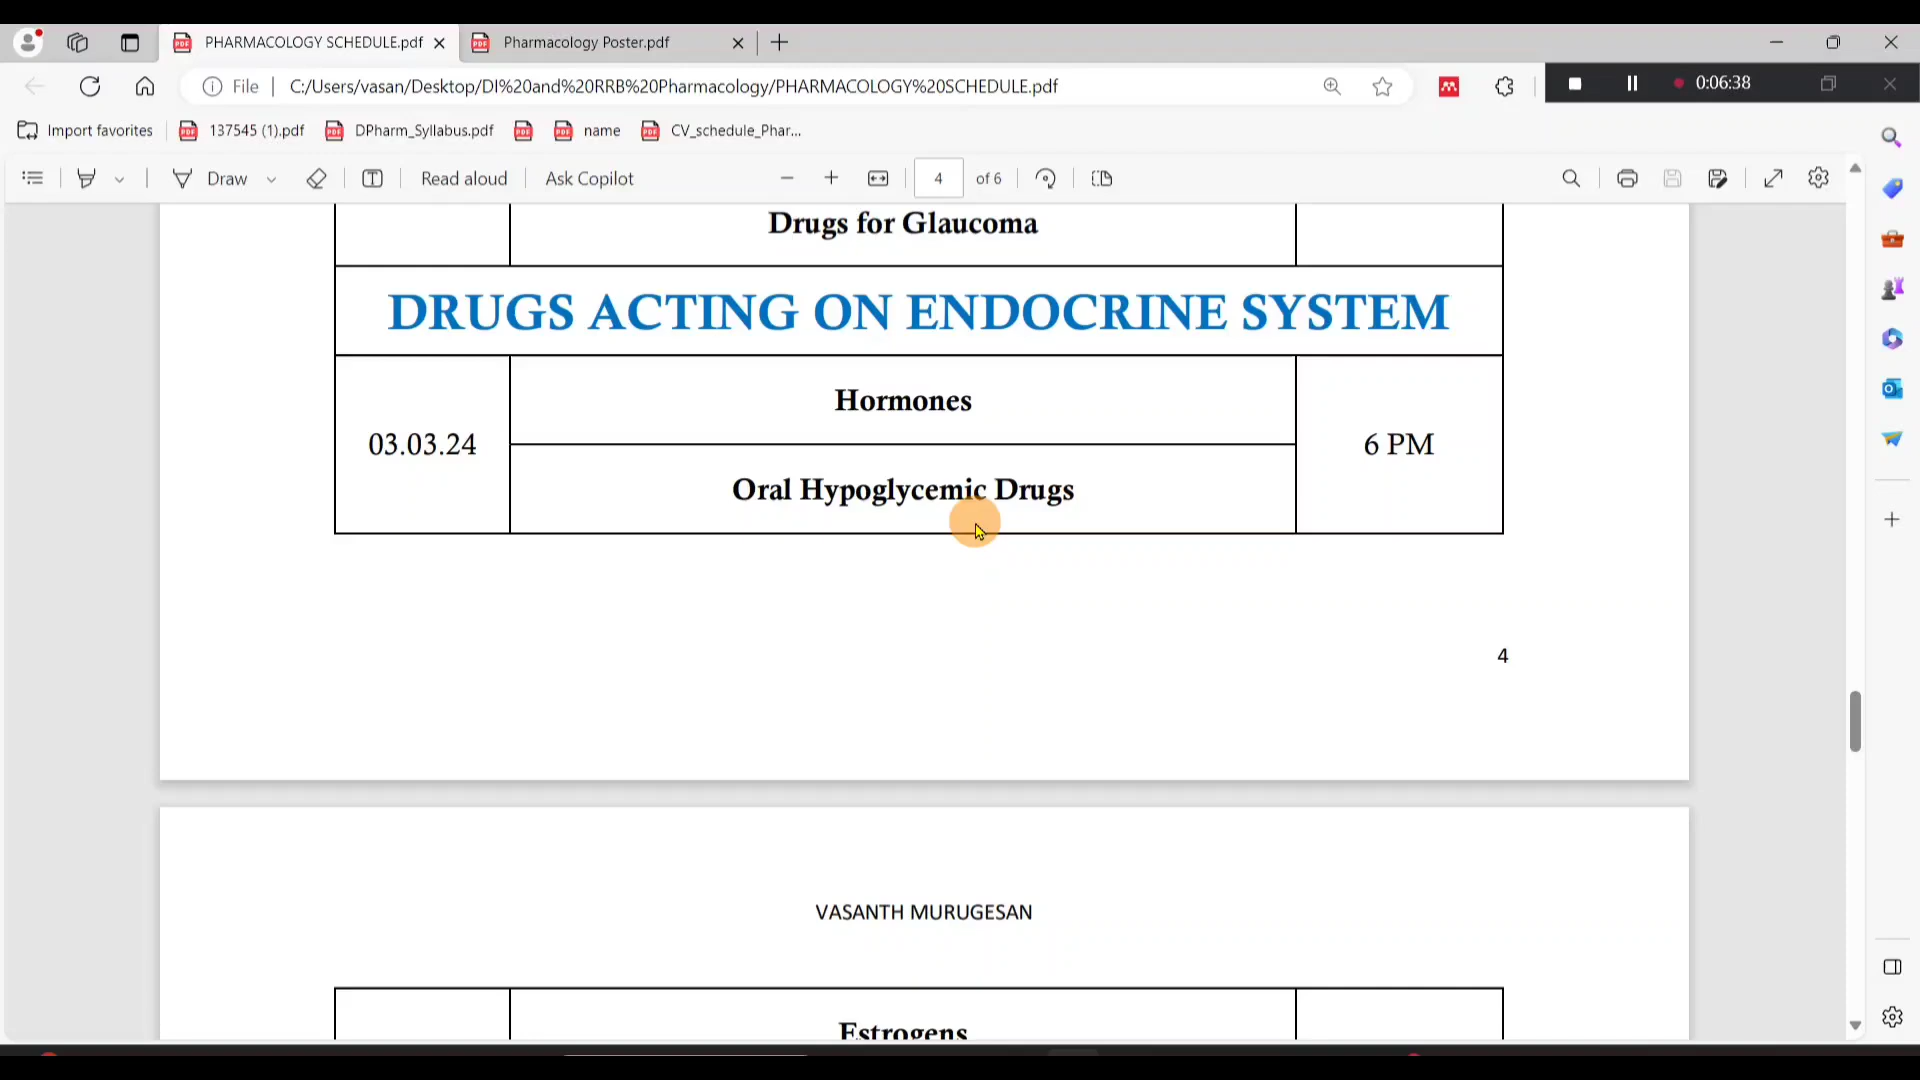 PHARMACOLOGY SCHEDULE.pdf
Pharmacology Poster.pdf
File
C:/Users/vasan/Desktop/DI%20and%20RRB%20Pharmacology/PHARMACOLOGY%20SCHEDULE.pdf
0:06:38
Import favorites
137545 (1).pdf
DPharm_Syllabus.pdf
name
CV_schedule_Phar...
Draw
Read aloud
Ask Copilot
4
of 6
Drugs for Glaucoma
DRUGS ACTING ON ENDOCRINE SYSTEM
Hormones
03.03.24
6 PM
Oral Hypoglycemic Drugs
4
VASANTH MURUGESAN
Estrogens